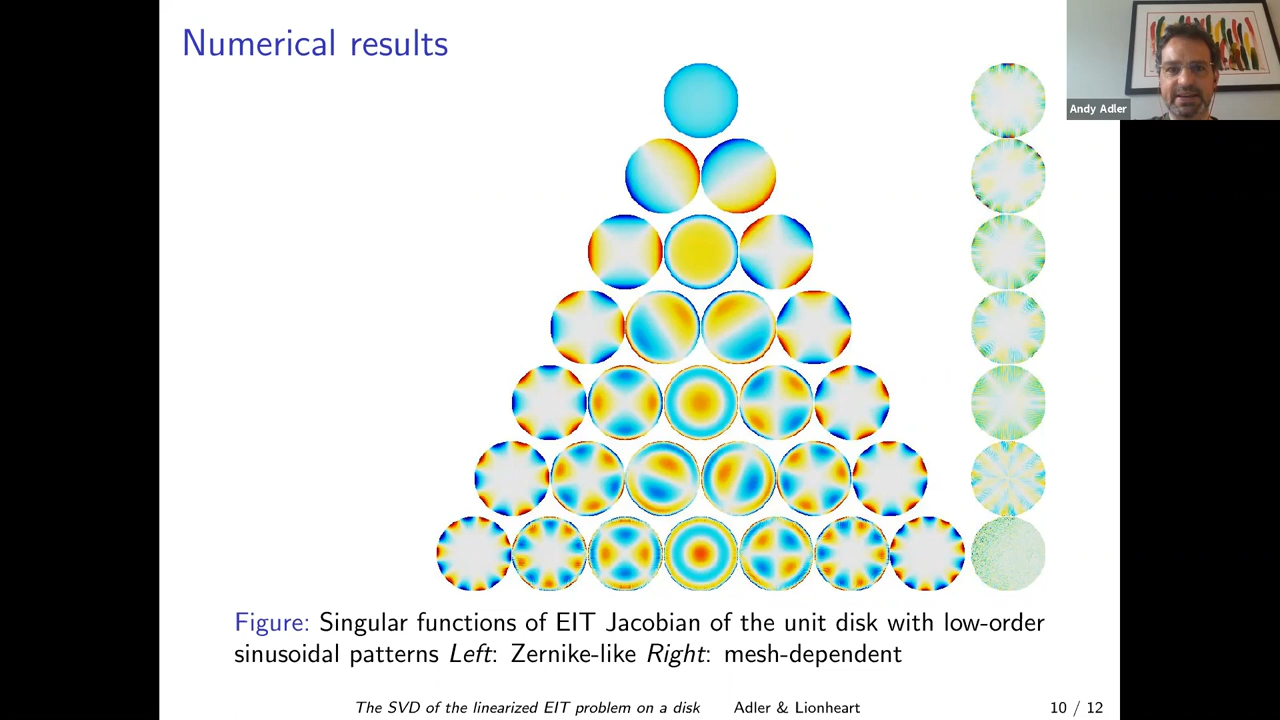 Numerical results
Andy Adler
Figure: Singular functions of EIT Jacobian of the unit disk with low-order
sinusoidal patterns Left: Zernike-like Right: mesh-dependent
The SVD of the linearized EIT problem on a disk Adler & Lionheart 10 / 12